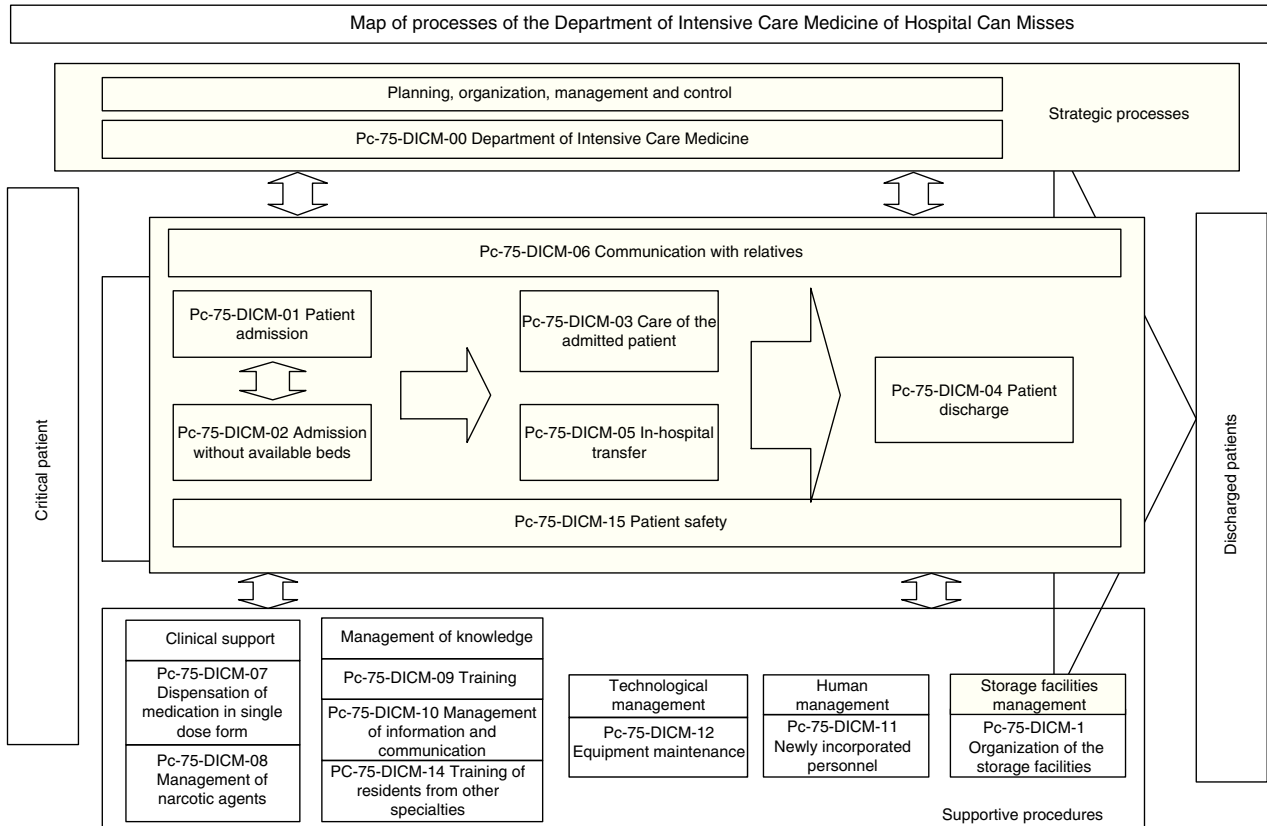 Map of processes of the Department of Intensive Care Medicine of Hospital Can Misses
Planning, organization, management and control
Strategic processes
Pc-75-DICM-00 Department of Intensive Care Medicine
Critical patient
Pc-75-DICM-06 Communication with relatives
Pc-75-DICM-01 Patient
admission
Pc-75-DICM-02 Admission
without available beds
Pc-75-DICM-03 Care of the
admitted patient
Pc-75-DICM-05 In-hospital
transfer
Pc-75-DICM-04 Patient
discharge
Pc-75-DICM-15 Patient safety
Discharged patients
Clinical support
Pc-75-DICM-07
Dispensation of
medication in single
dose form
Pc-75-DICM-08
Management of
narcotic agents
Management of knowledge
Pc-75-DICM-09 Training
Pc-75-DICM-10 Management
of information and
communication
PC-75-DICM-14 Training of
residents from other
specialties
Technological
management
Pc-75-DICM-12
Equipment maintenance
Human
management
Pc-75-DICM-11
Newly incorporated
personnel
Storage facilities
management
Pc-75-DICM-1
Organization of the
storage facilities
Supportive procedures